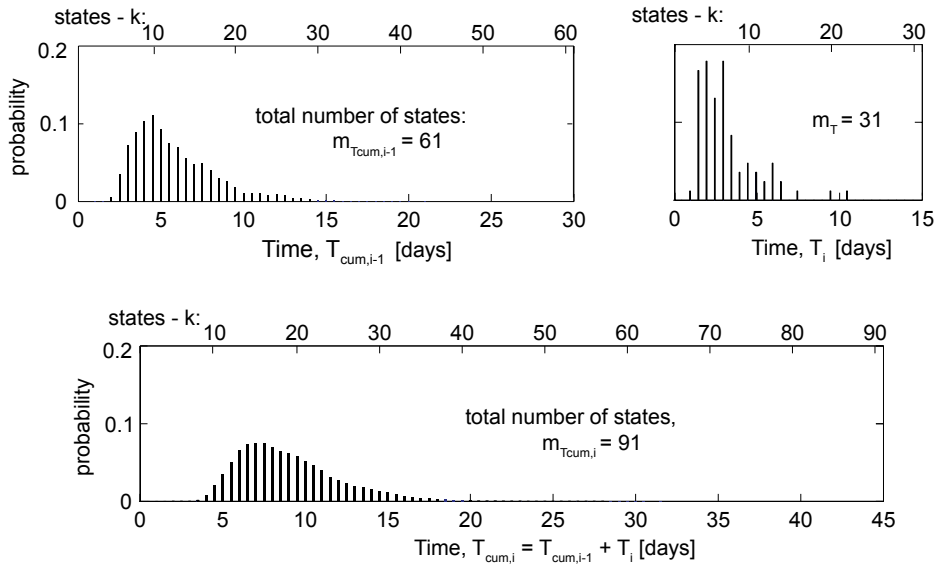 states - k:
10 20 30 40 50 60
0.2
0.1
0
probability
total number of states:
m_Tcum,i-1 = 61
0 5 10 15 20 25 30
Time, T_cum,i-1 [days]
states - k:
10 20 30
m_T = 31
0 5 10 15
Time, T_i [days]
states - k:
10 20 30 40 50 60 70 80 90
0.2
0.1
0
probability
total number of states,
m_Tcum,i = 91
0 5 10 15 20 25 30 35 40 45
Time, T_cum,i = T_cum,i-1 + T_i [days]